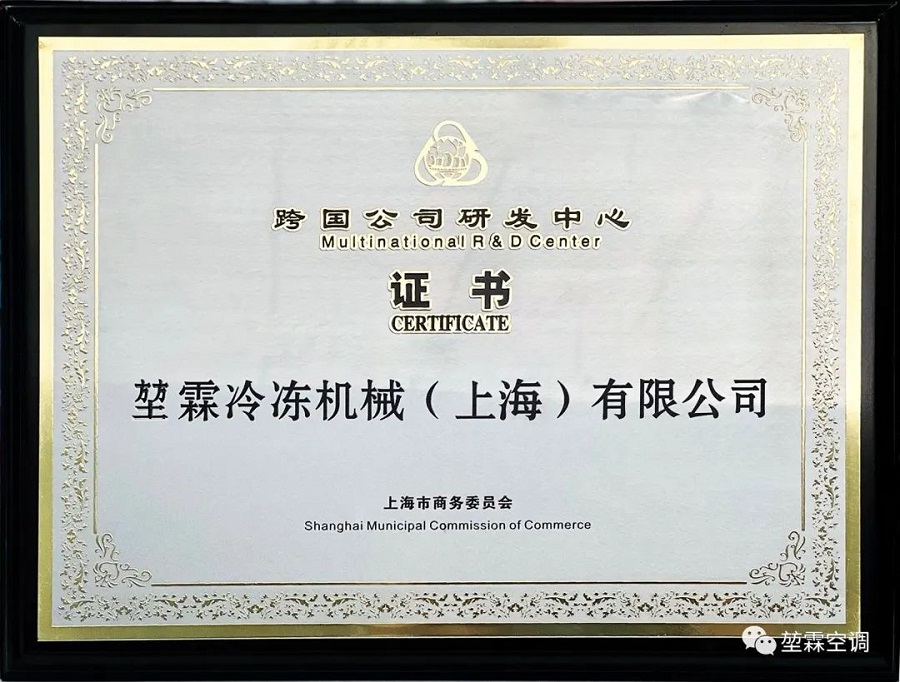 跨国公司研发中心
Multinational R & D Center
证 书
CERTIFICATE
堃霖冷冻机械（上海）有限公司
上海市商务委员会
Shanghai Municipal Commission of Commerce
堃霖空调